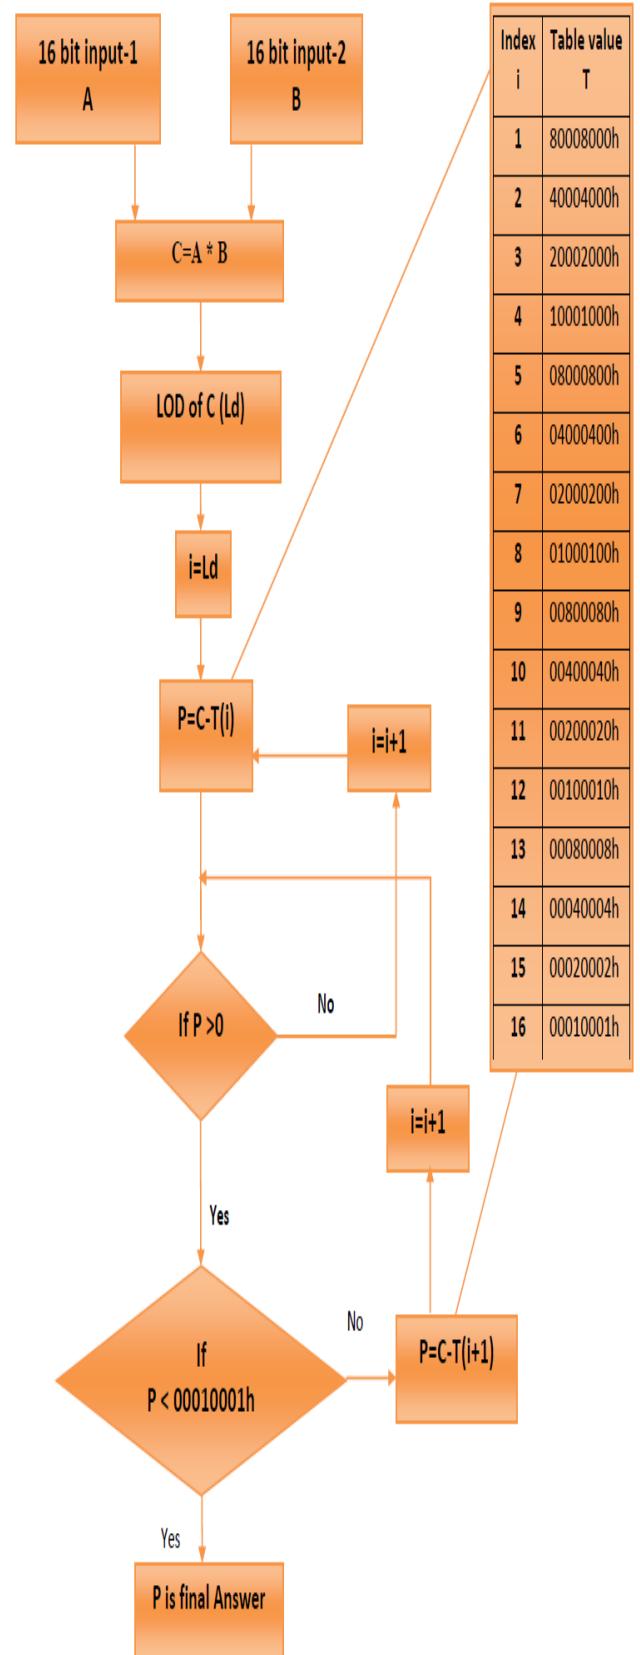 16 bit input-1
A
16 bit input-2
B
C=A * B
LOD of C (Ld)
i=Ld
P=C-T(i)
i=i+1
If P >0
No
i=i+1
Yes
If
P < 00010001h
No
P=C-T(i+1)
Yes
P is final Answer
Index Table value
i T
1 80008000h
2 40004000h
3 20002000h
4 10001000h
5 08000800h
6 04000400h
7 02000200h
8 01000100h
9 00800080h
10 00400040h
11 00200020h
12 00100010h
13 00080008h
14 00040004h
15 00020002h
16 00010001h